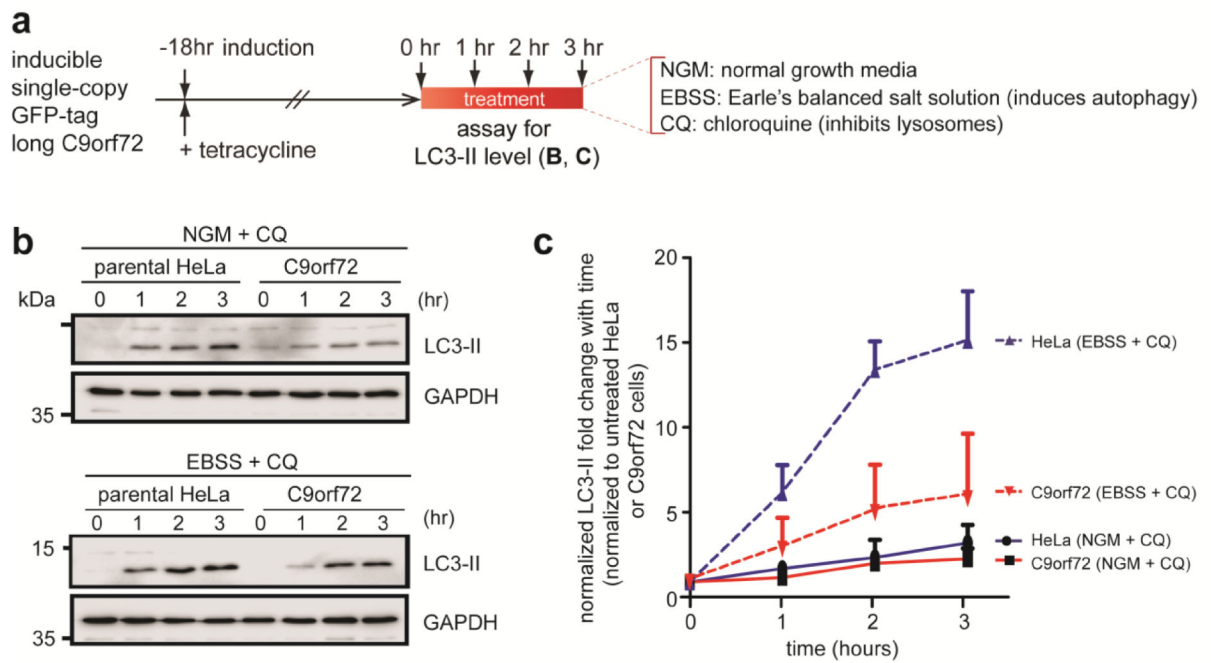 a
inducible
single-copy
GFP-tag
long C9orf72
-18hr induction
+ tetracycline
0 hr 1 hr 2 hr 3 hr
treatment
assay for
LC3-II level (B, C)
NGM: normal growth media
EBSS: Earle's balanced salt solution (induces autophagy)
CQ: chloroquine (inhibits lysosomes)
b
NGM + CQ
parental HeLa C9orf72
kDa 0 1 2 3 0 1 2 3 (hr)
LC3-II
GAPDH
35
EBSS + CQ
parental HeLa C9orf72
0 1 2 3 0 1 2 3 (hr)
15
LC3-II
GAPDH
35
c
normalized LC3-II fold change with time
(normalized to untreated HeLa
or C9orf72 cells)
20
15
10
5
0
0 1 2 3
time (hours)
HeLa (EBSS + CQ)
C9orf72 (EBSS + CQ)
HeLa (NGM + CQ)
C9orf72 (NGM + CQ)